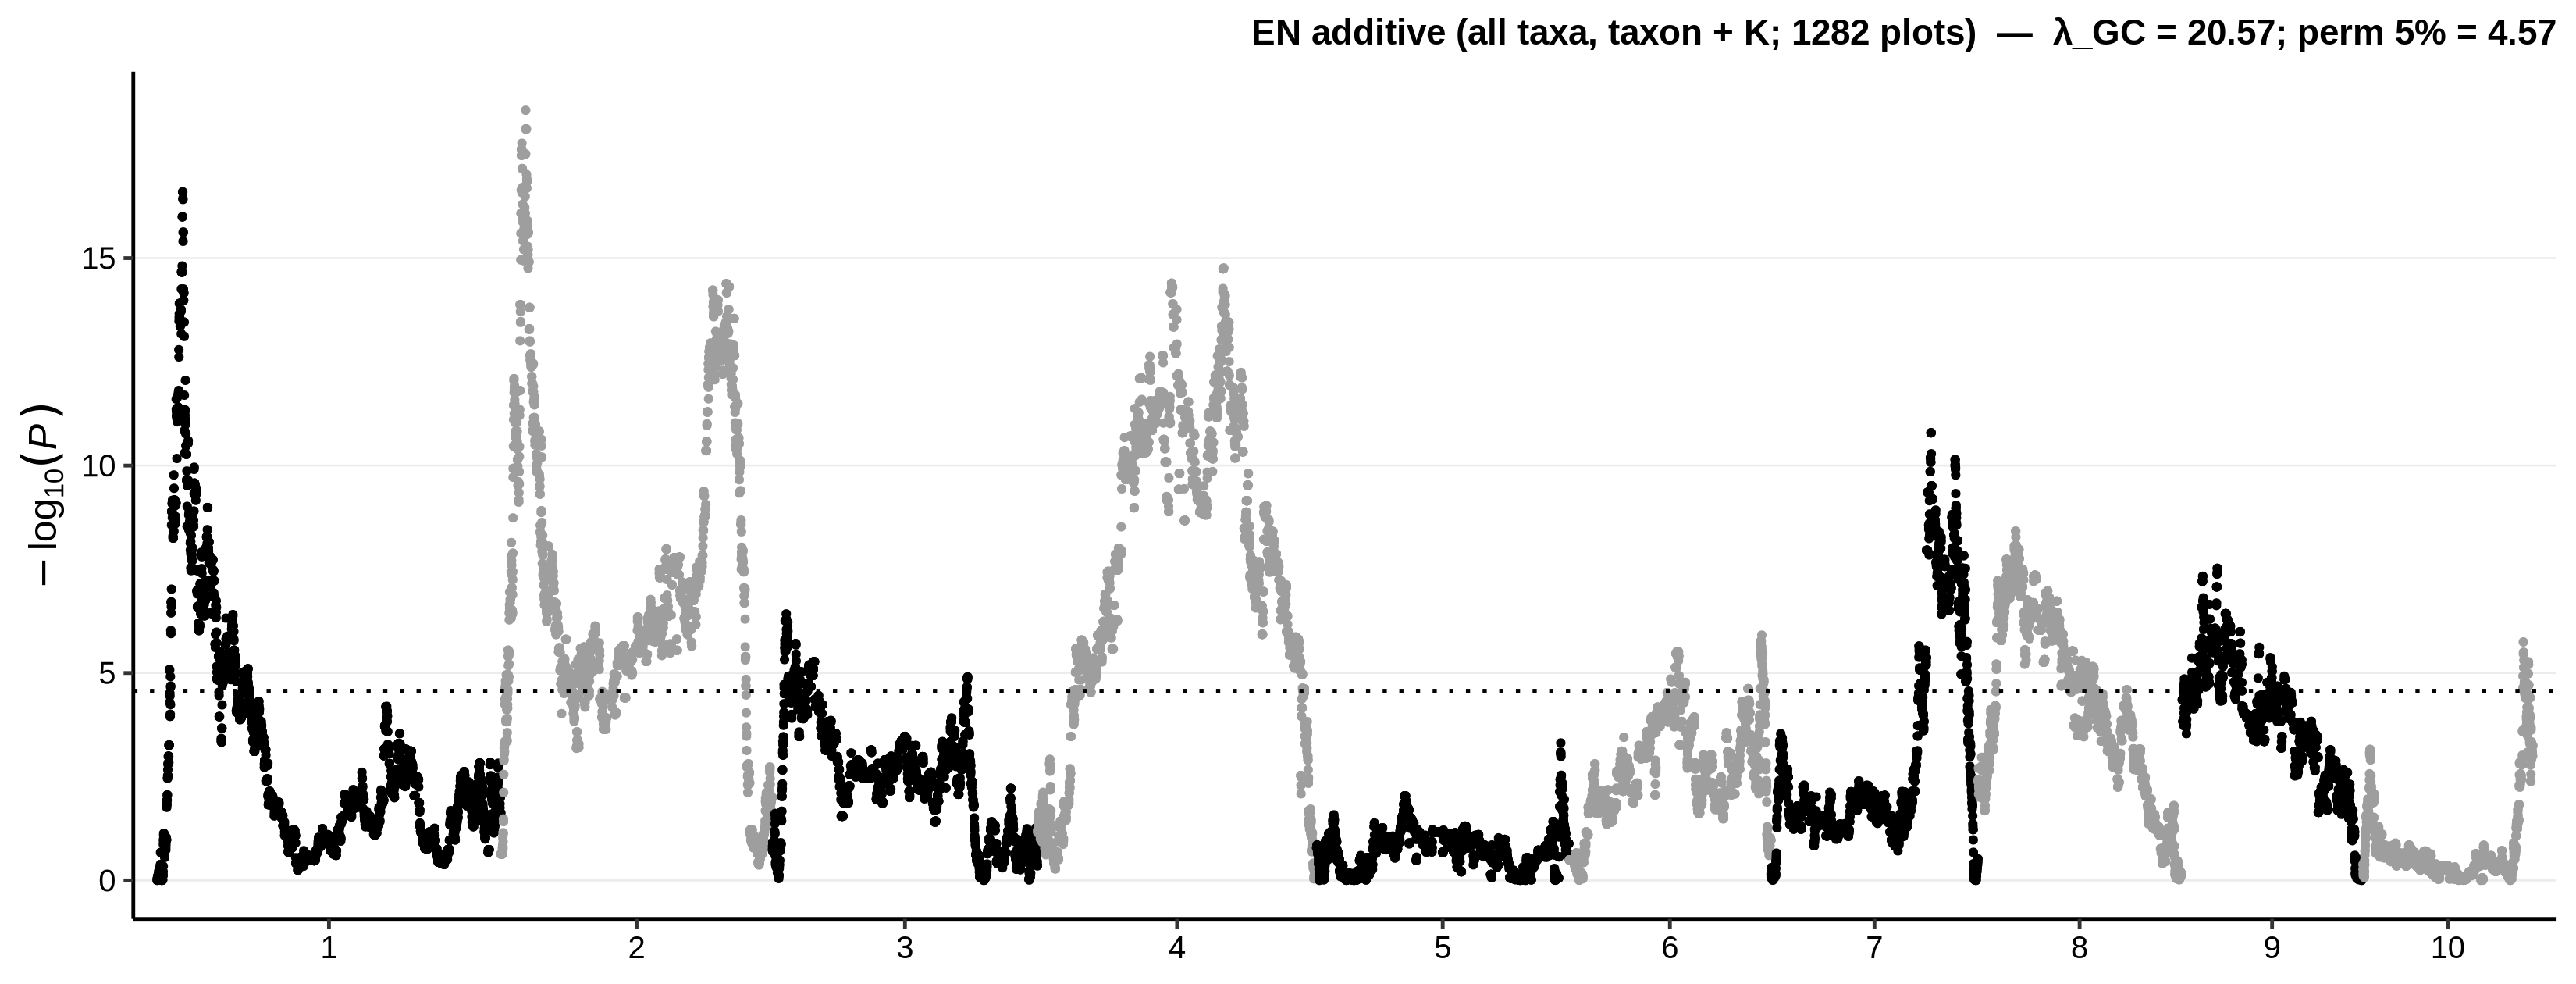 EN additive (all taxa, taxon + K; 1282 plots) — λ_GC = 20.57; perm 5% = 4.57
− log₁₀(P)
15
10
5
0
1 2 3 4 5 6 7 8 9 10